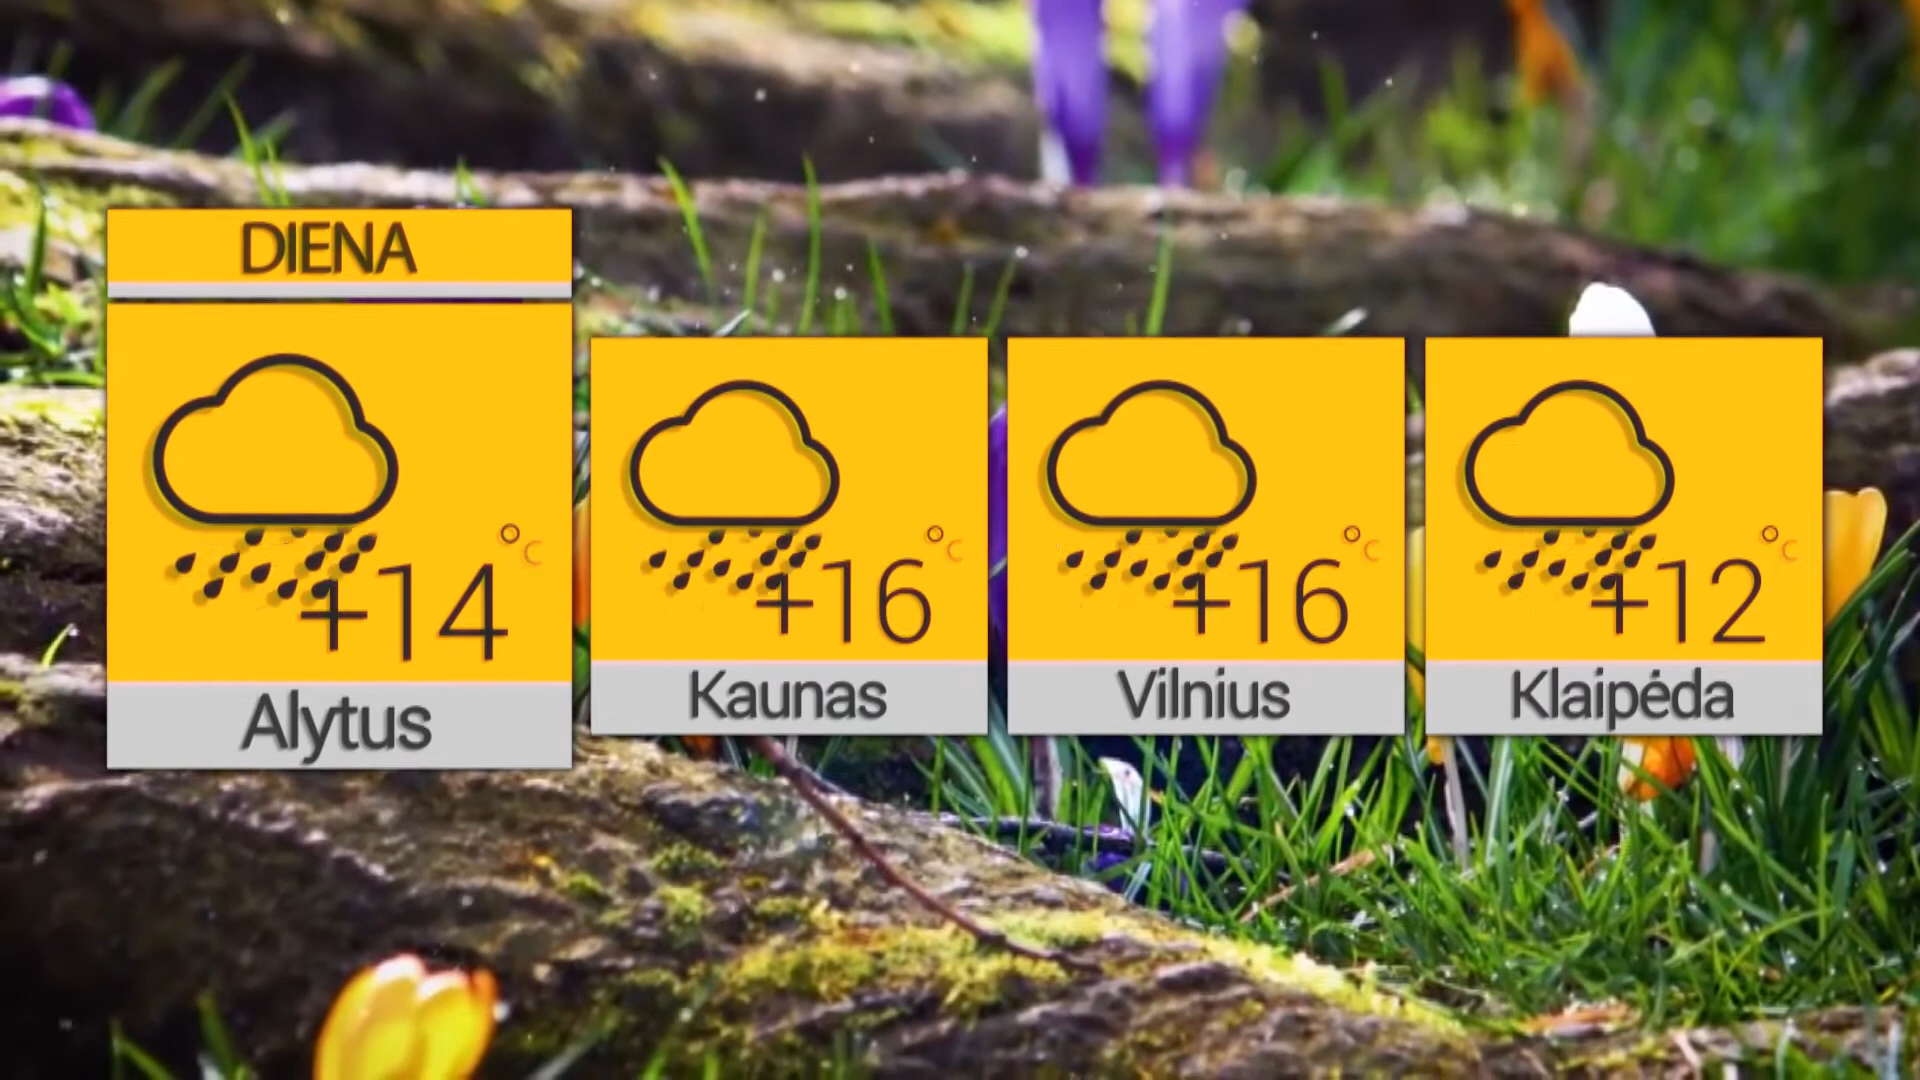 DIENA
+14 °C
Alytus
+16 °C
Kaunas
+16 °C
Vilnius
+12 °C
Klaipėda